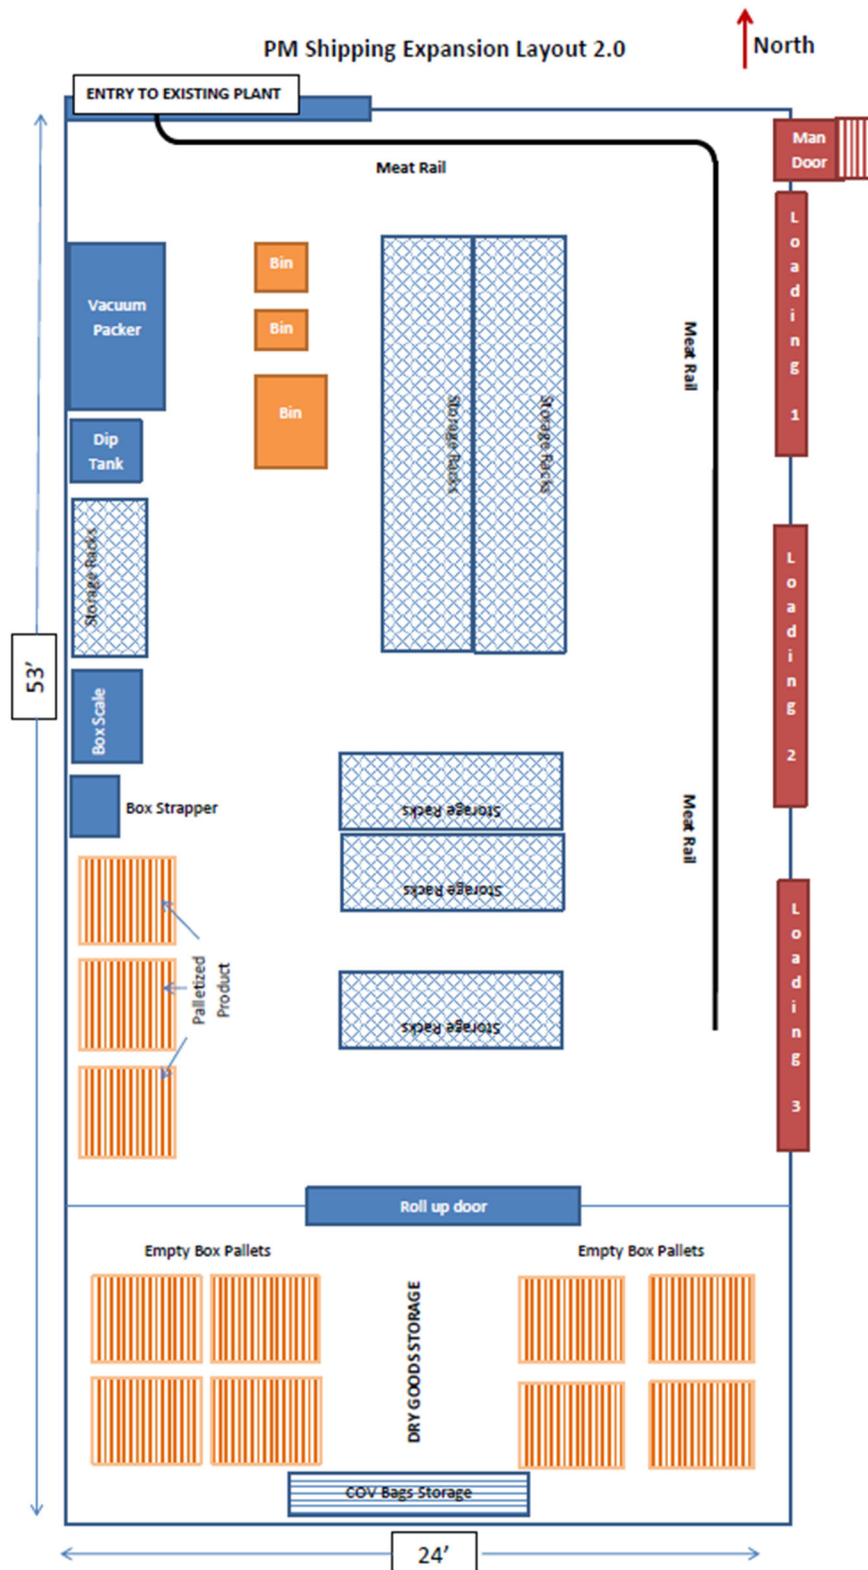 PM Shipping Expansion Layout 2.0
North
ENTRY TO EXISTING PLANT
Man
Door
Meat Rail
Loading 1
Bin
Vacuum
Packer
Bin
Meat Rail
Bin
Storage Racks
Storage Racks
Dip
Tank
Storage Racks
Loading 2
53'
Box Scale
Box Strapper
Storage Racks
Meat Rail
Storage Racks
Loading 3
Palletized
Product
Storage Racks
Roll up door
Empty Box Pallets
Empty Box Pallets
DRY GOODS STORAGE
COV Bags Storage
24'